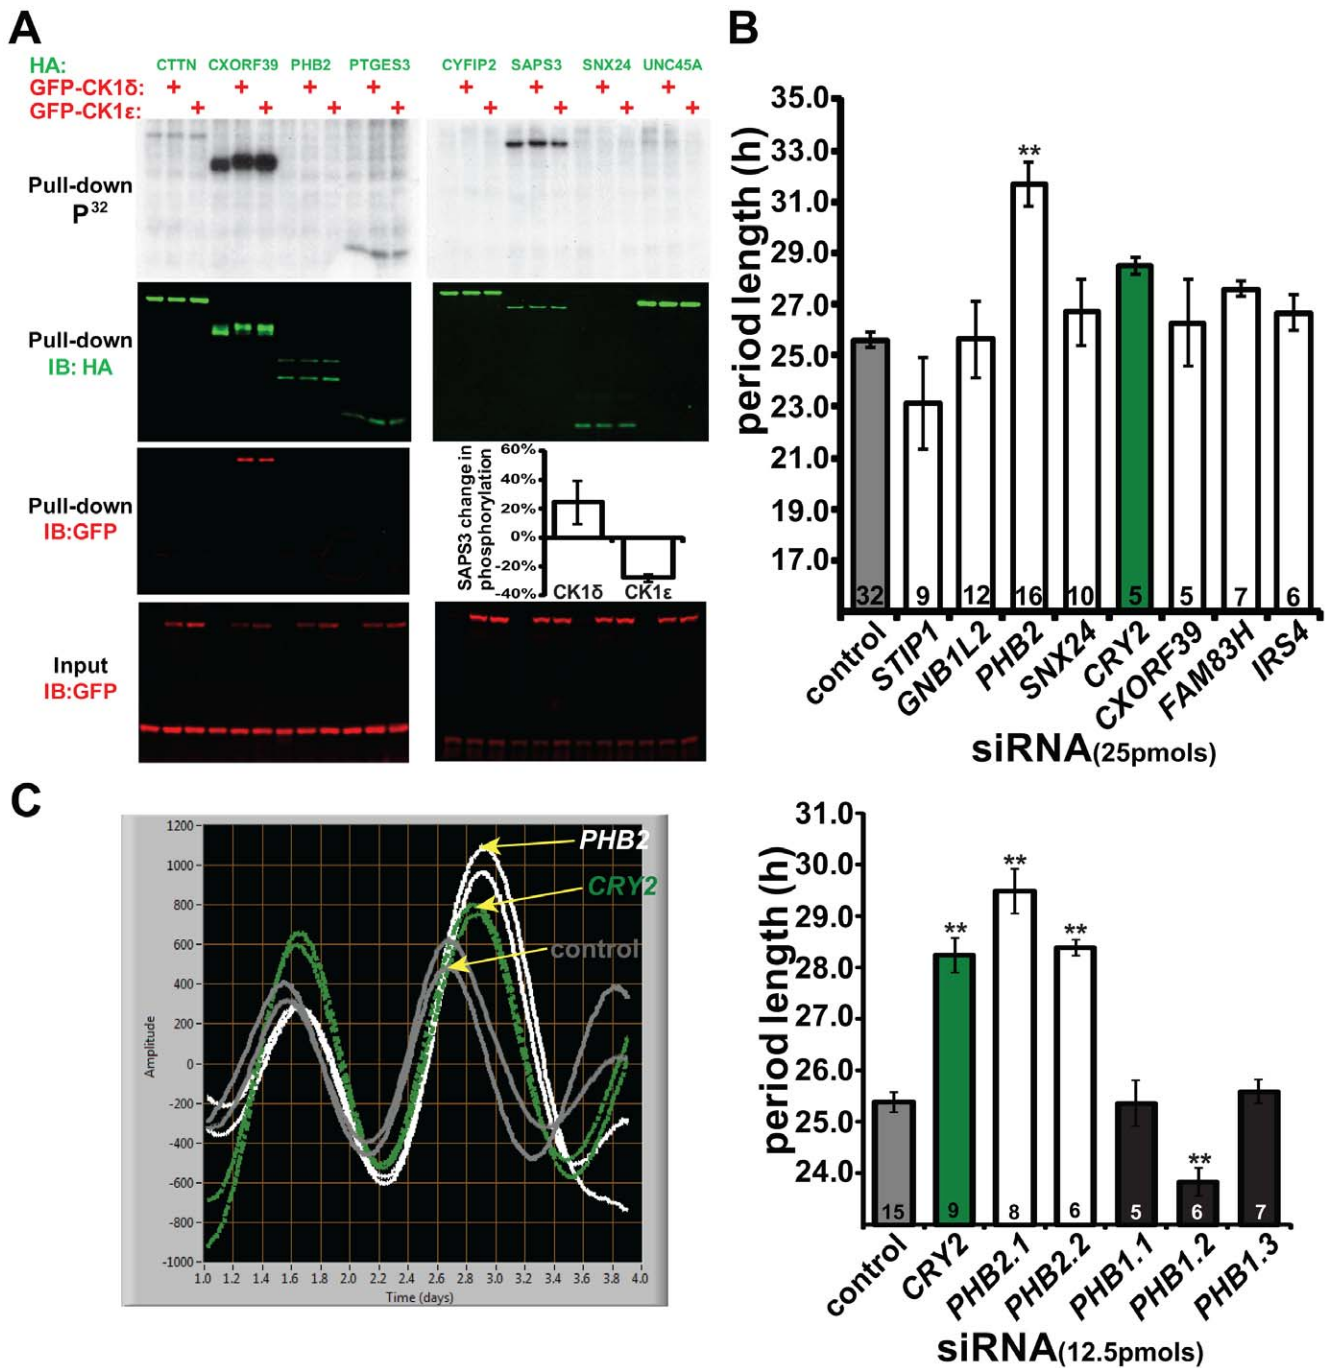 A
HA: CTTN CXORF39 PHB2 PTGES3 CYFIP2 SAPS3 SNX24 UNC45A
GFP-CK1δ: + + + + + + + +
GFP-CK1ε: + + + + + + + +
Pull-down
P32
Pull-down
IB: HA
Pull-down
IB:GFP
SAPS3 change in
phosphorylation
60%
40%
20%
0%
-20%
-40%
CK1δ CK1ε
Input
IB:GFP
B
period length (h)
35.0
33.0
31.0
29.0
27.0
25.0
23.0
21.0
19.0
17.0
**
32 9 12 16 10 5 5 7 6
control STIP1 GNB1L2 PHB2 SNX24 CRY2 CXORF39 FAM83H IRS4
siRNA(25pmols)
C
Amplitude
1200
1000
800
600
400
200
0
-200
-400
-600
-800
-1000
PHB2
CRY2
control
1.0 1.2 1.4 1.6 1.8 2.0 2.2 2.4 2.6 2.8 3.0 3.2 3.4 3.6 3.8 4.0
Time (days)
period length (h)
31.0
30.0
29.0
28.0
27.0
26.0
25.0
24.0
** ** ** **
15 9 8 6 5 6 7
control CRY2 PHB2.1 PHB2.2 PHB1.1 PHB1.2 PHB1.3
siRNA(12.5pmols)